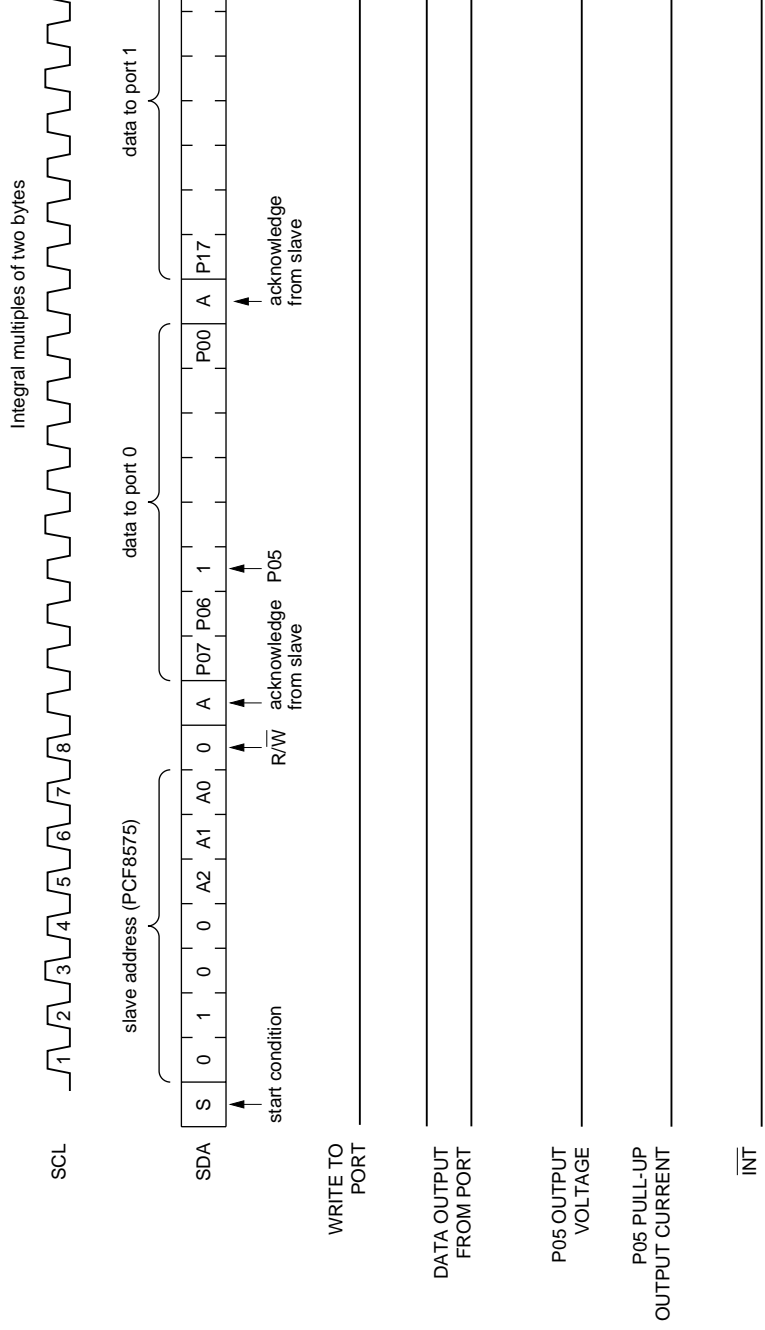 Integral multiples of two bytes
SCL
1 2 3 4 5 6 7 8
slave address (PCF8575)
data to port 0
data to port 1
SDA
S 0 1 0 0 A2 A1 A0 0 A P07 P06 1 P00 A P17
start condition
R/W
acknowledge
from slave
P05
acknowledge
from slave
WRITE TO
PORT
DATA OUTPUT
FROM PORT
P05 OUTPUT
VOLTAGE
P05 PULL-UP
OUTPUT CURRENT
INT